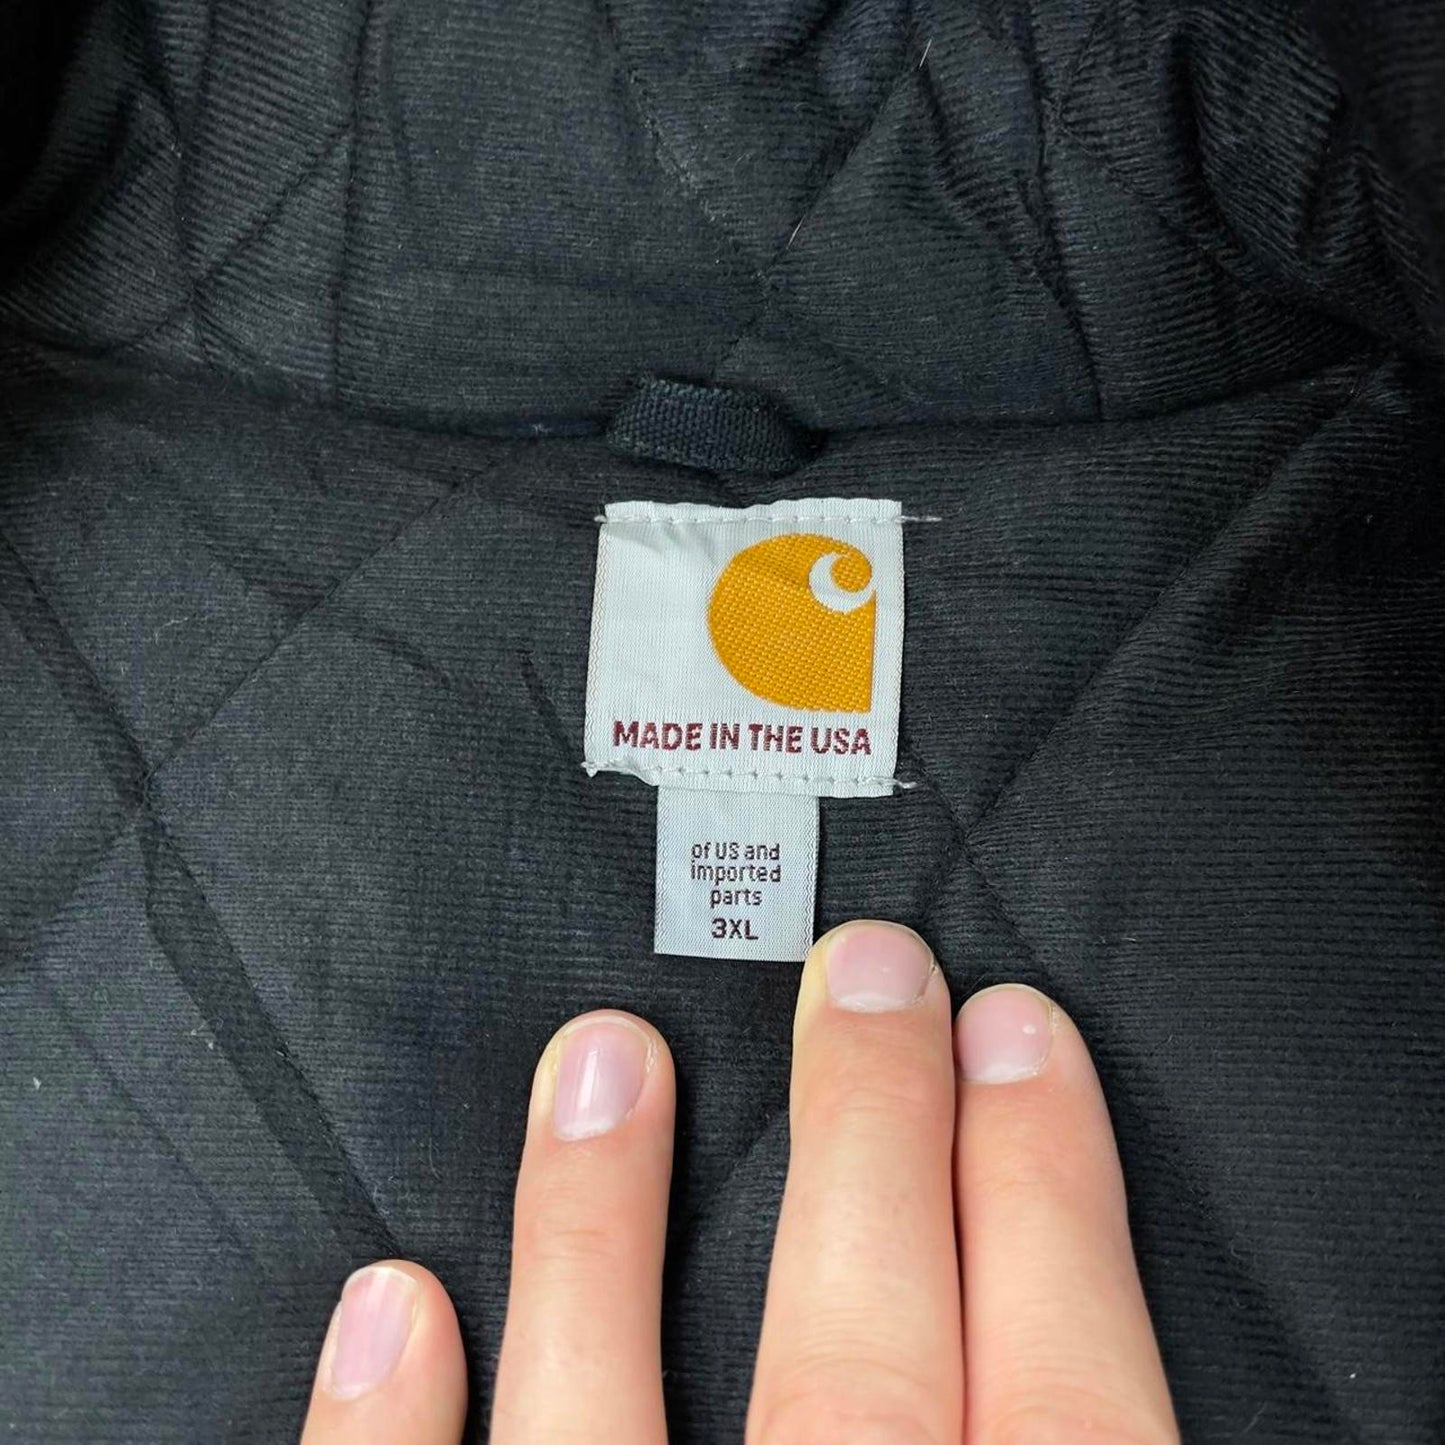 MADE IN THE USA
of US and
imported
parts
3XL